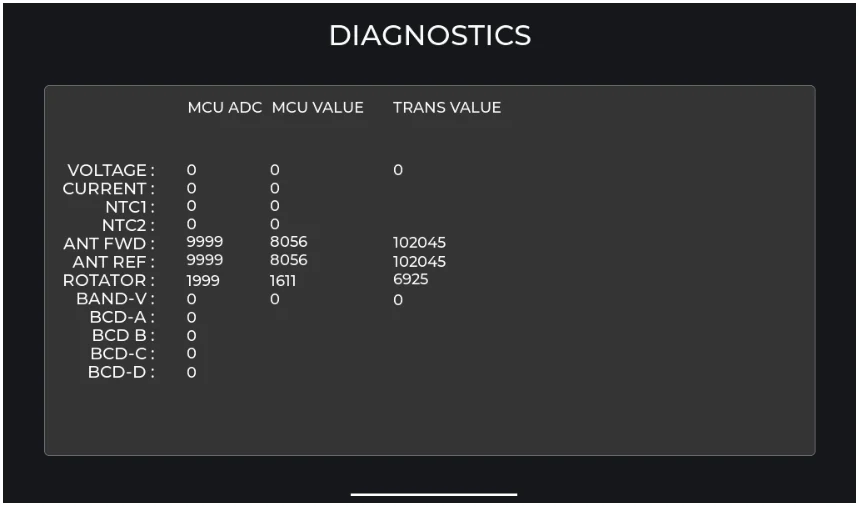 DIAGNOSTICS
MCU ADC MCU VALUE TRANS VALUE
VOLTAGE : 0 0 0
CURRENT : 0 0
NTC1 : 0 0
NTC2 : 0 0
ANT FWD : 9999 8056 102045
ANT REF : 9999 8056 102045
ROTATOR : 1999 1611 6925
BAND-V : 0 0 0
BCD-A : 0
BCD B : 0
BCD-C : 0
BCD-D : 0